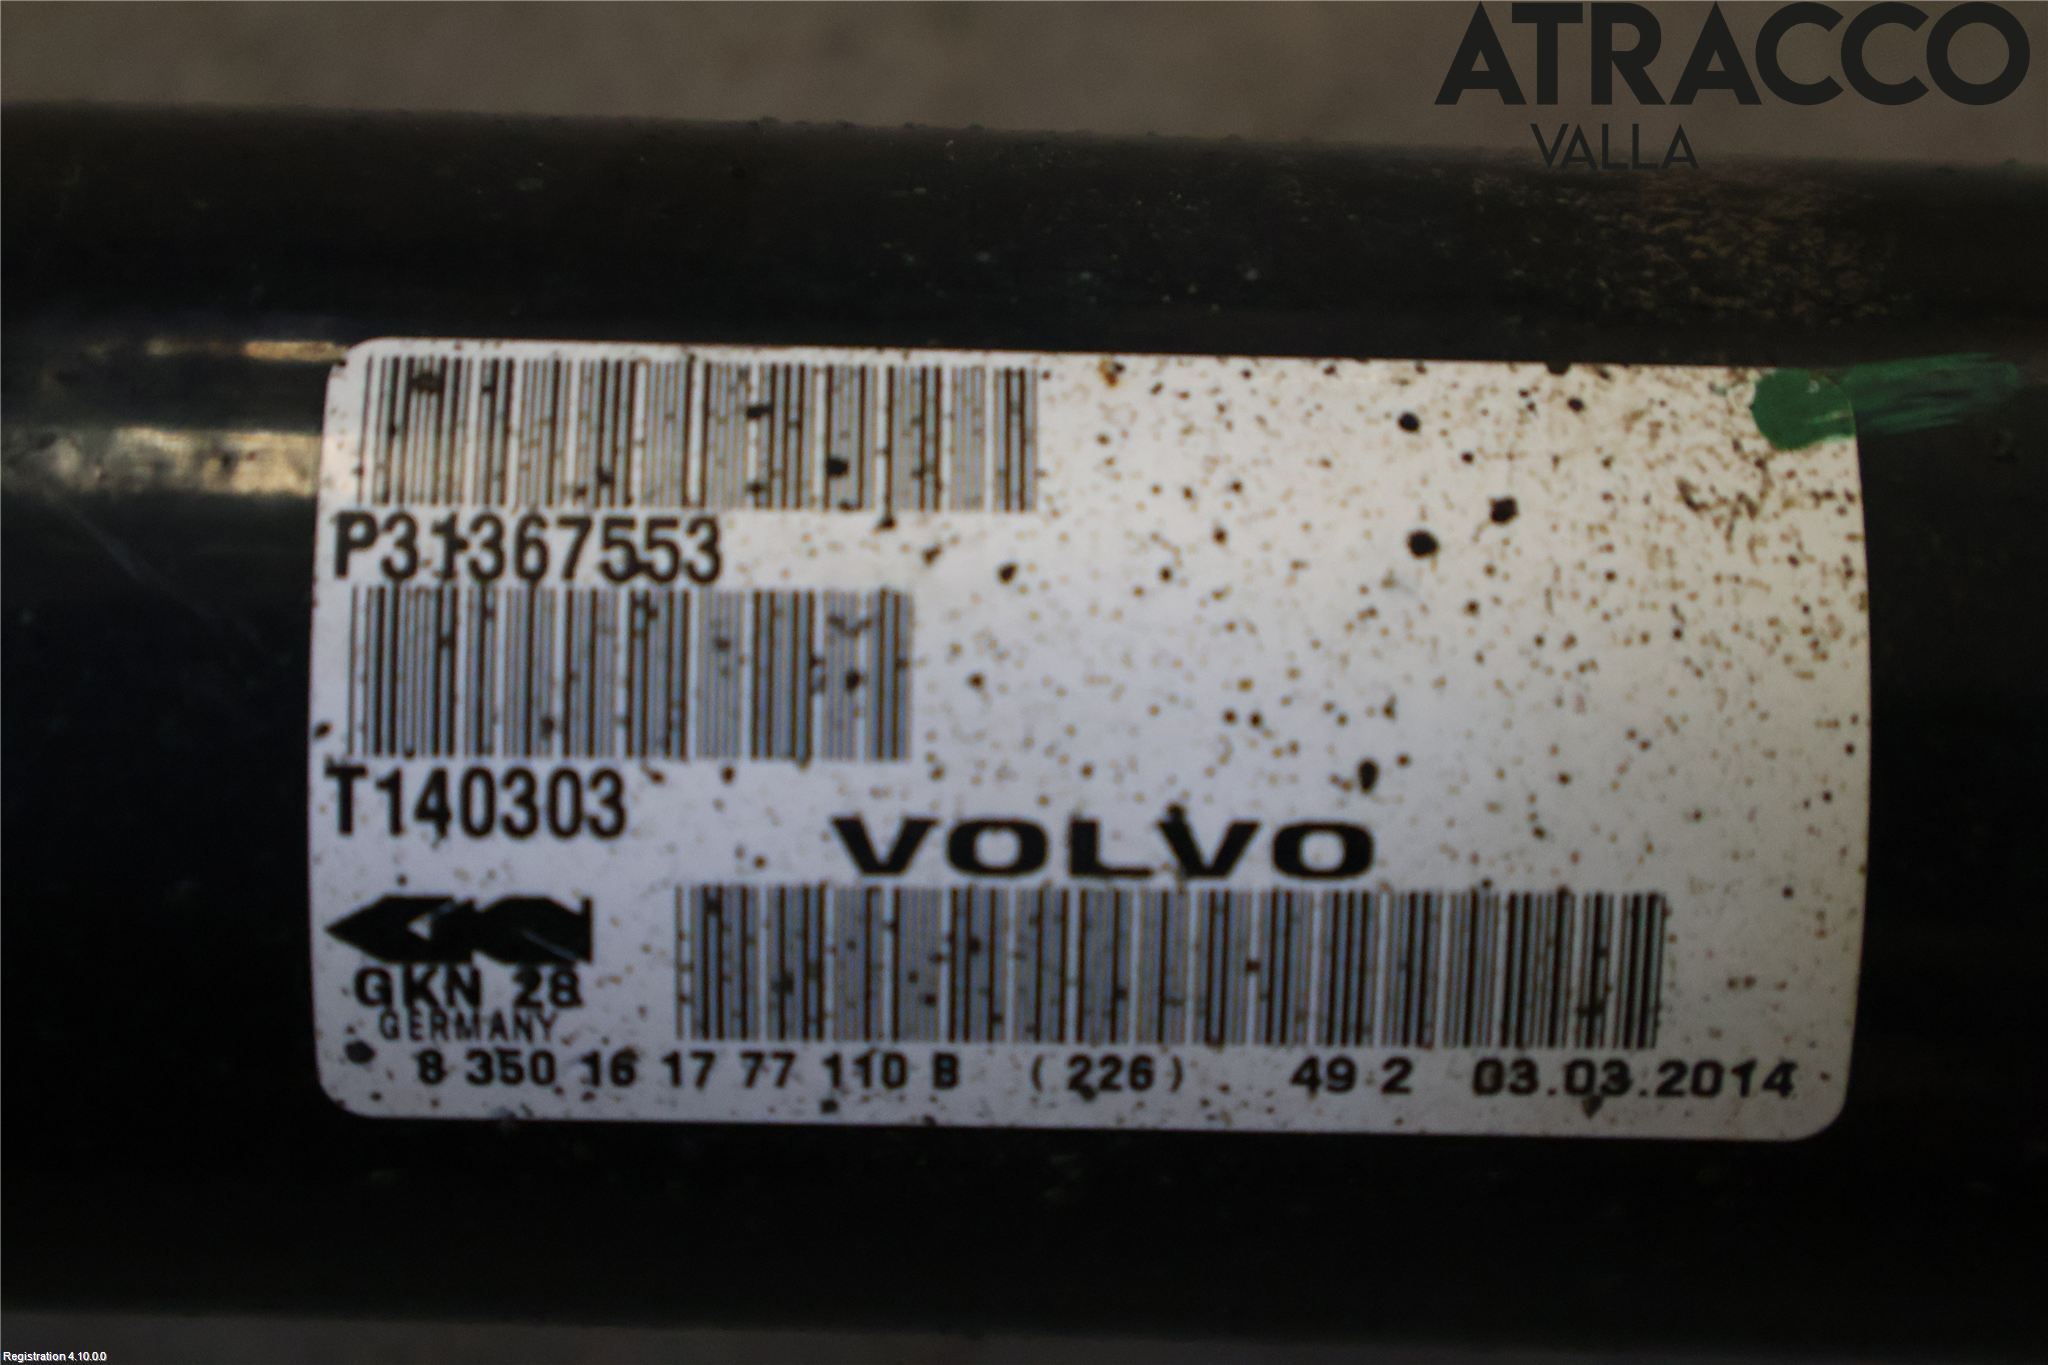 ATRACCO
VALLA
P31367553
T140303
VOLVO
GKN 28
GERMANY
8 350 16 17 77 110 B ( 226 ) 49 2 03.03.2014
Registration 4.10.0.0